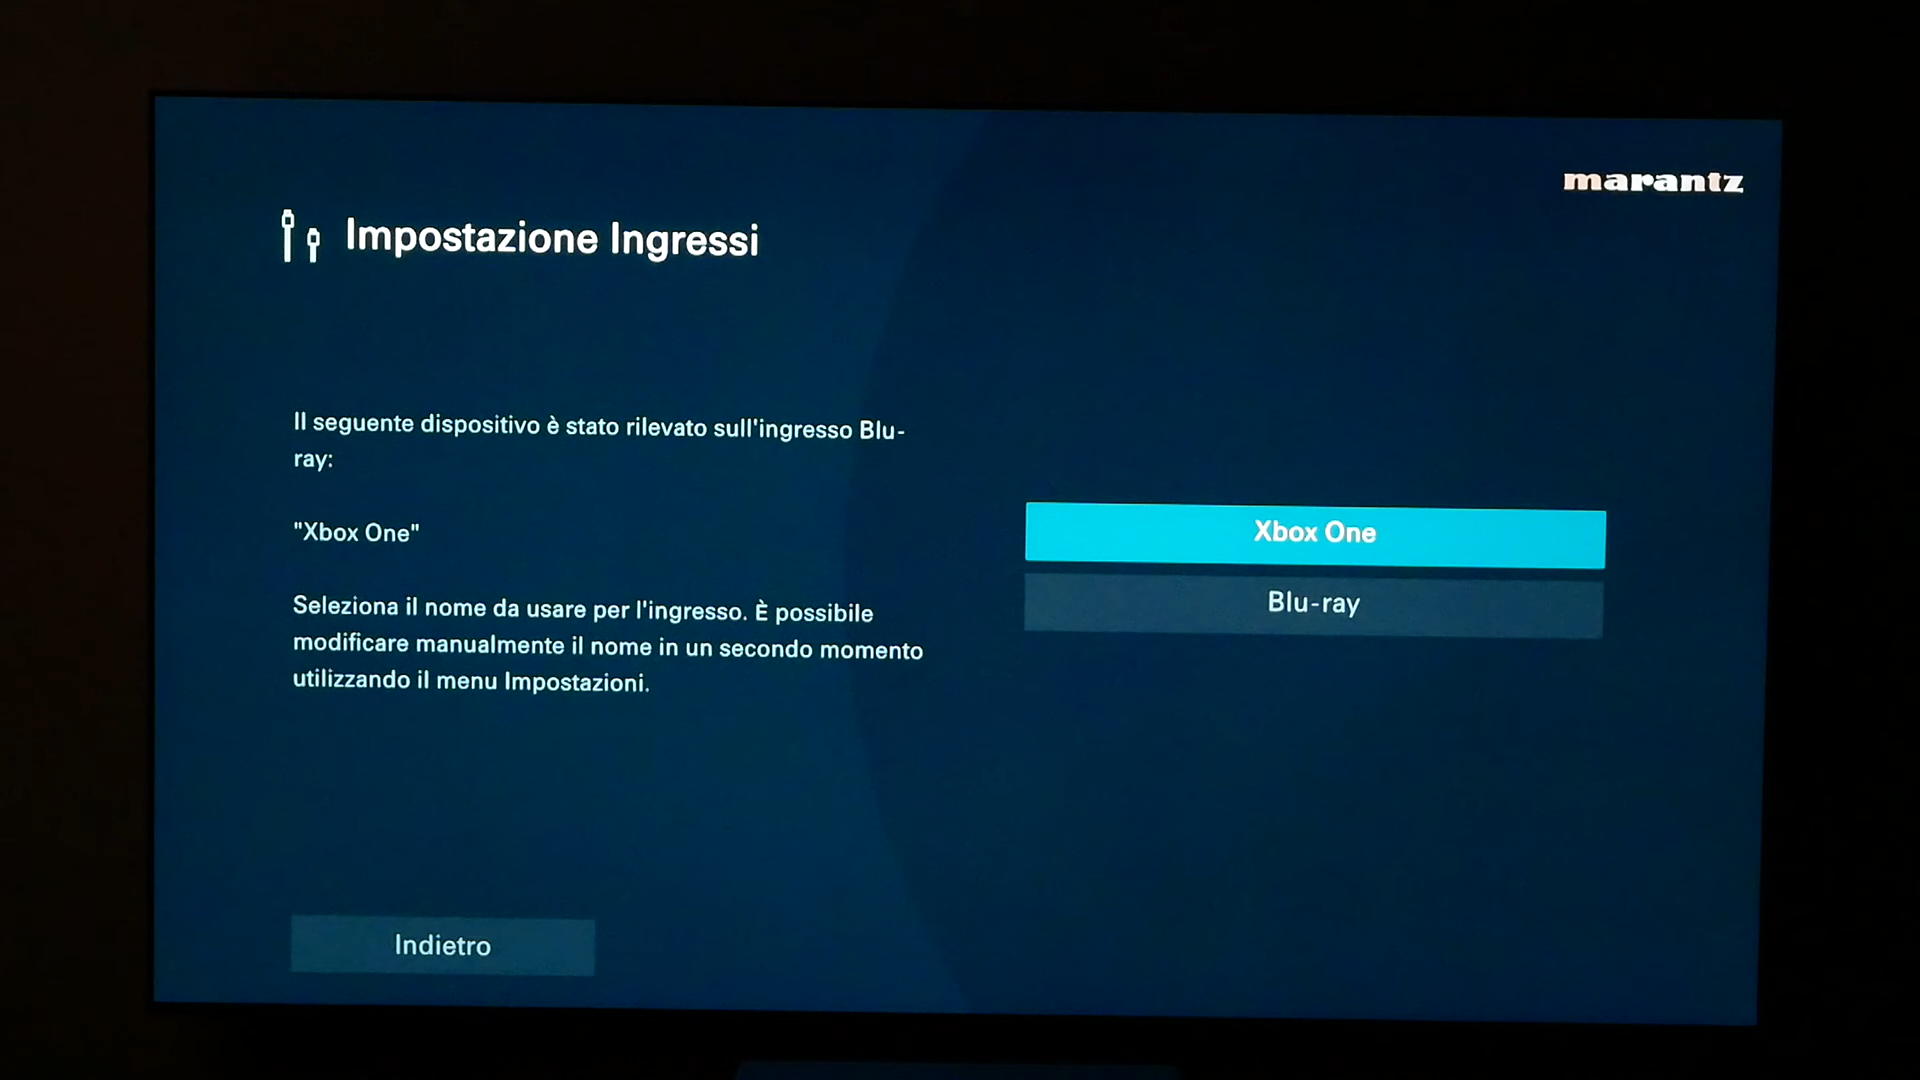 marantz
Impostazione Ingressi
Il seguente dispositivo è stato rilevato sull'ingresso Blu-
ray:
"Xbox One"
Seleziona il nome da usare per l'ingresso. È possibile
modificare manualmente il nome in un secondo momento
utilizzando il menu Impostazioni.
Xbox One
Blu-ray
Indietro